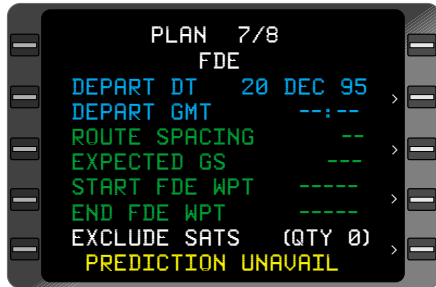 PLAN 7/8
FDE
DEPART DT 20 DEC 95
DEPART GMT --:--
ROUTE SPACING --
EXPECTED GS ---
START FDE WPT -----
END FDE WPT -----
EXCLUDE SATS (QTY 0)
PREDICTION UNAVAIL